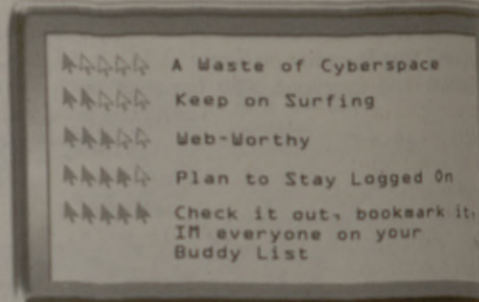 A Waste of Cyberspace
Keep on Surfing
Web-Worthy
Plan to Stay Logged On
Check it out, bookmark it,
IM everyone on your
Buddy List